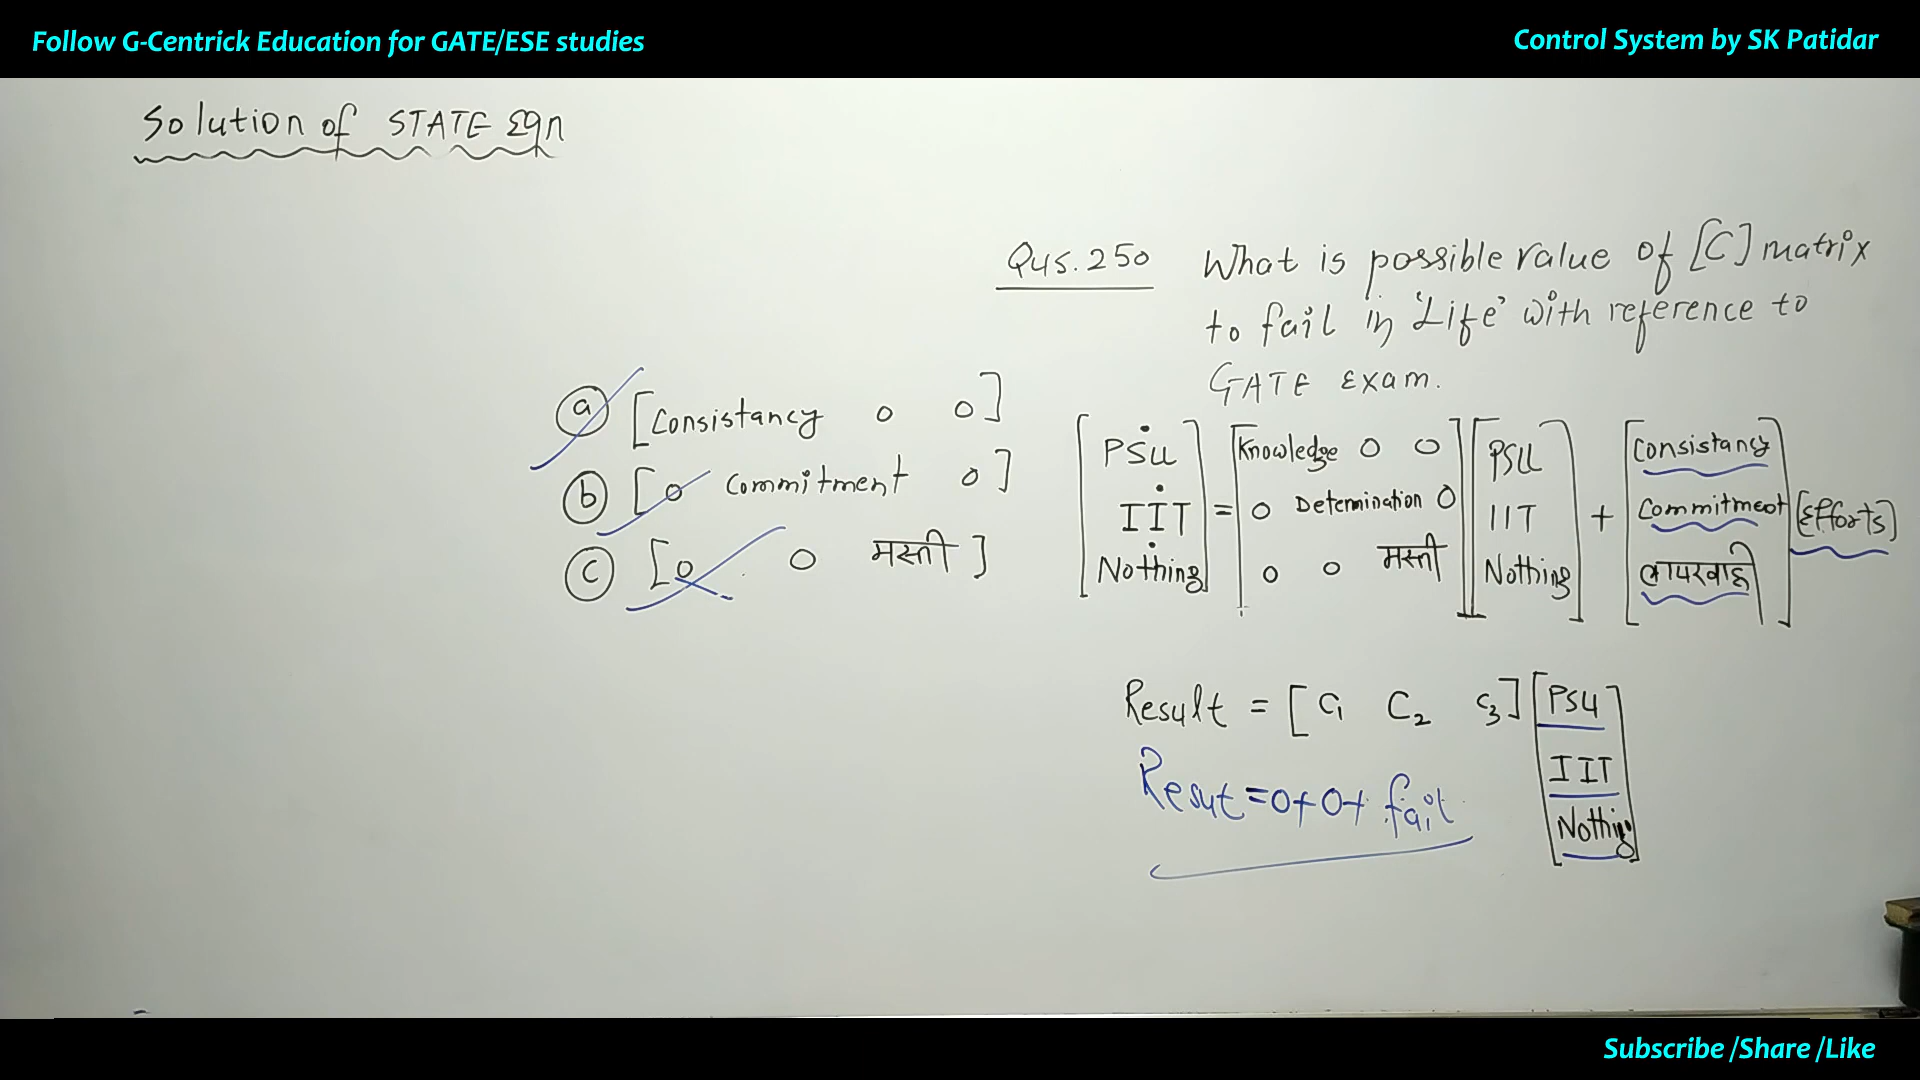 Follow G-Centrick Education for GATE/ESE studies
Control System by SK Patidar
Solution of STATE Eqn
Qus.250 What is possible value of [C] matrix
to fail in 'Life' with reference to
GATE Exam.
(a) [Consistancy 0 0]
(b) [0 Commitment 0]
(c) [0 0 मस्ती]
[PSU̇ IİT Nothing] = [Knowledge 0 0
0 Determination 0
0 0 मस्ती] [PSU IIT Nothing] + [Consistancy Commitment लापरवाही] [Efforts]
Result = [C1 C2 C3] [PSU
IIT
Nothing]
Resut = 0+0+ fail
Subscribe /Share /Like